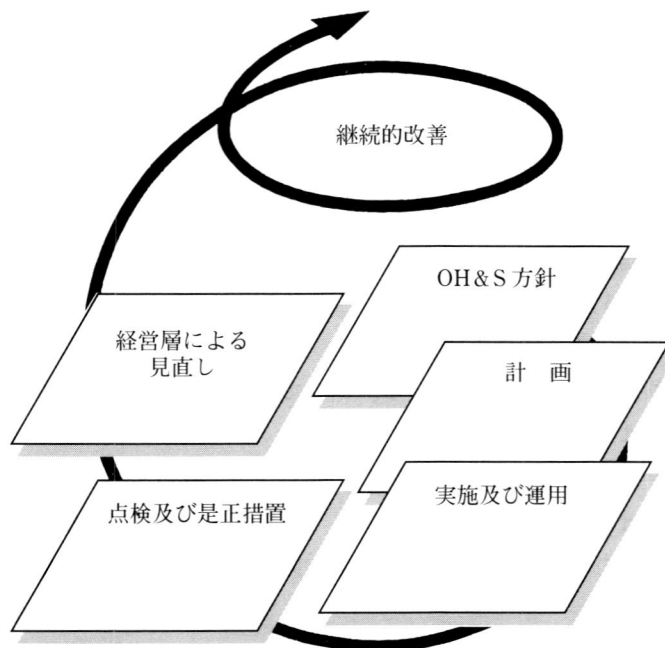 継続的改善
OH&S方針
計　画
実施及び運用
点検及び是正措置
経営層による
見直し